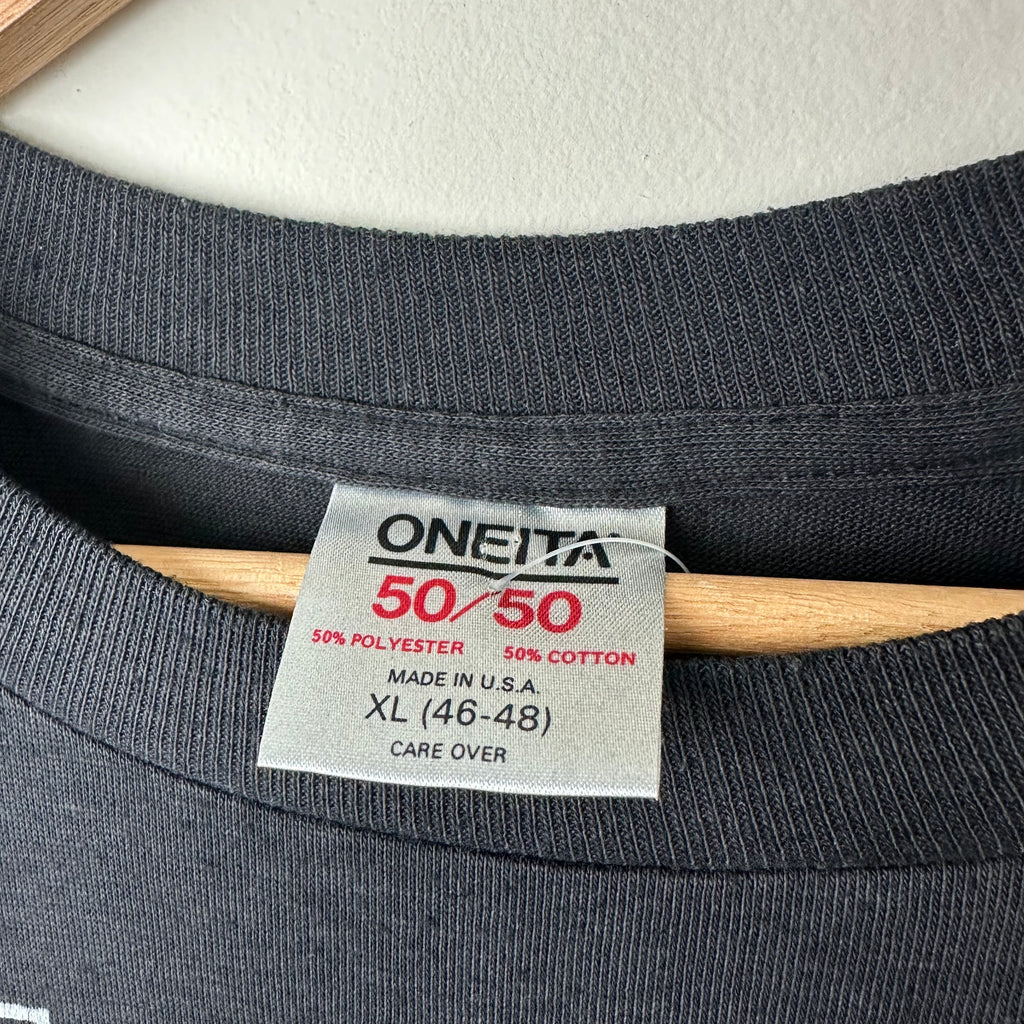 ONEITA
50/50
50% POLYESTER 50% COTTON
MADE IN U.S.A.
XL (46-48)
CARE OVER